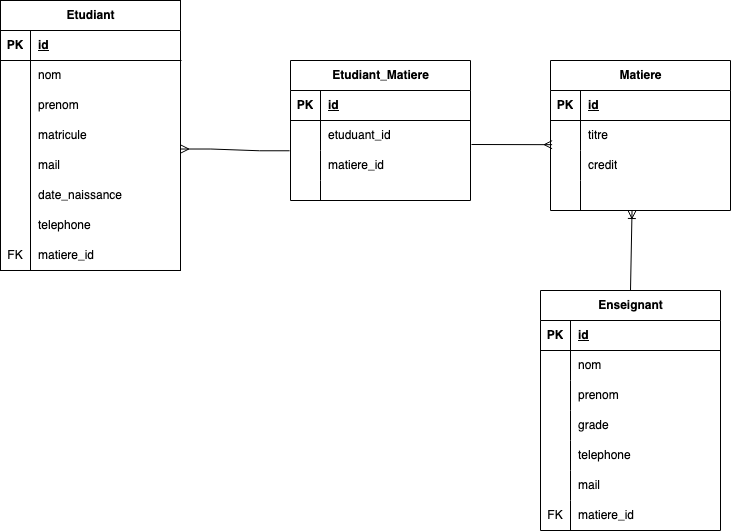 Etudiant
PK id
nom
prenom
matricule
mail
date_naissance
telephone
FK matiere_id
Etudiant_Matiere
PK id
etuduant_id
matiere_id
Matiere
PK id
titre
credit
Enseignant
PK id
nom
prenom
grade
telephone
mail
FK matiere_id